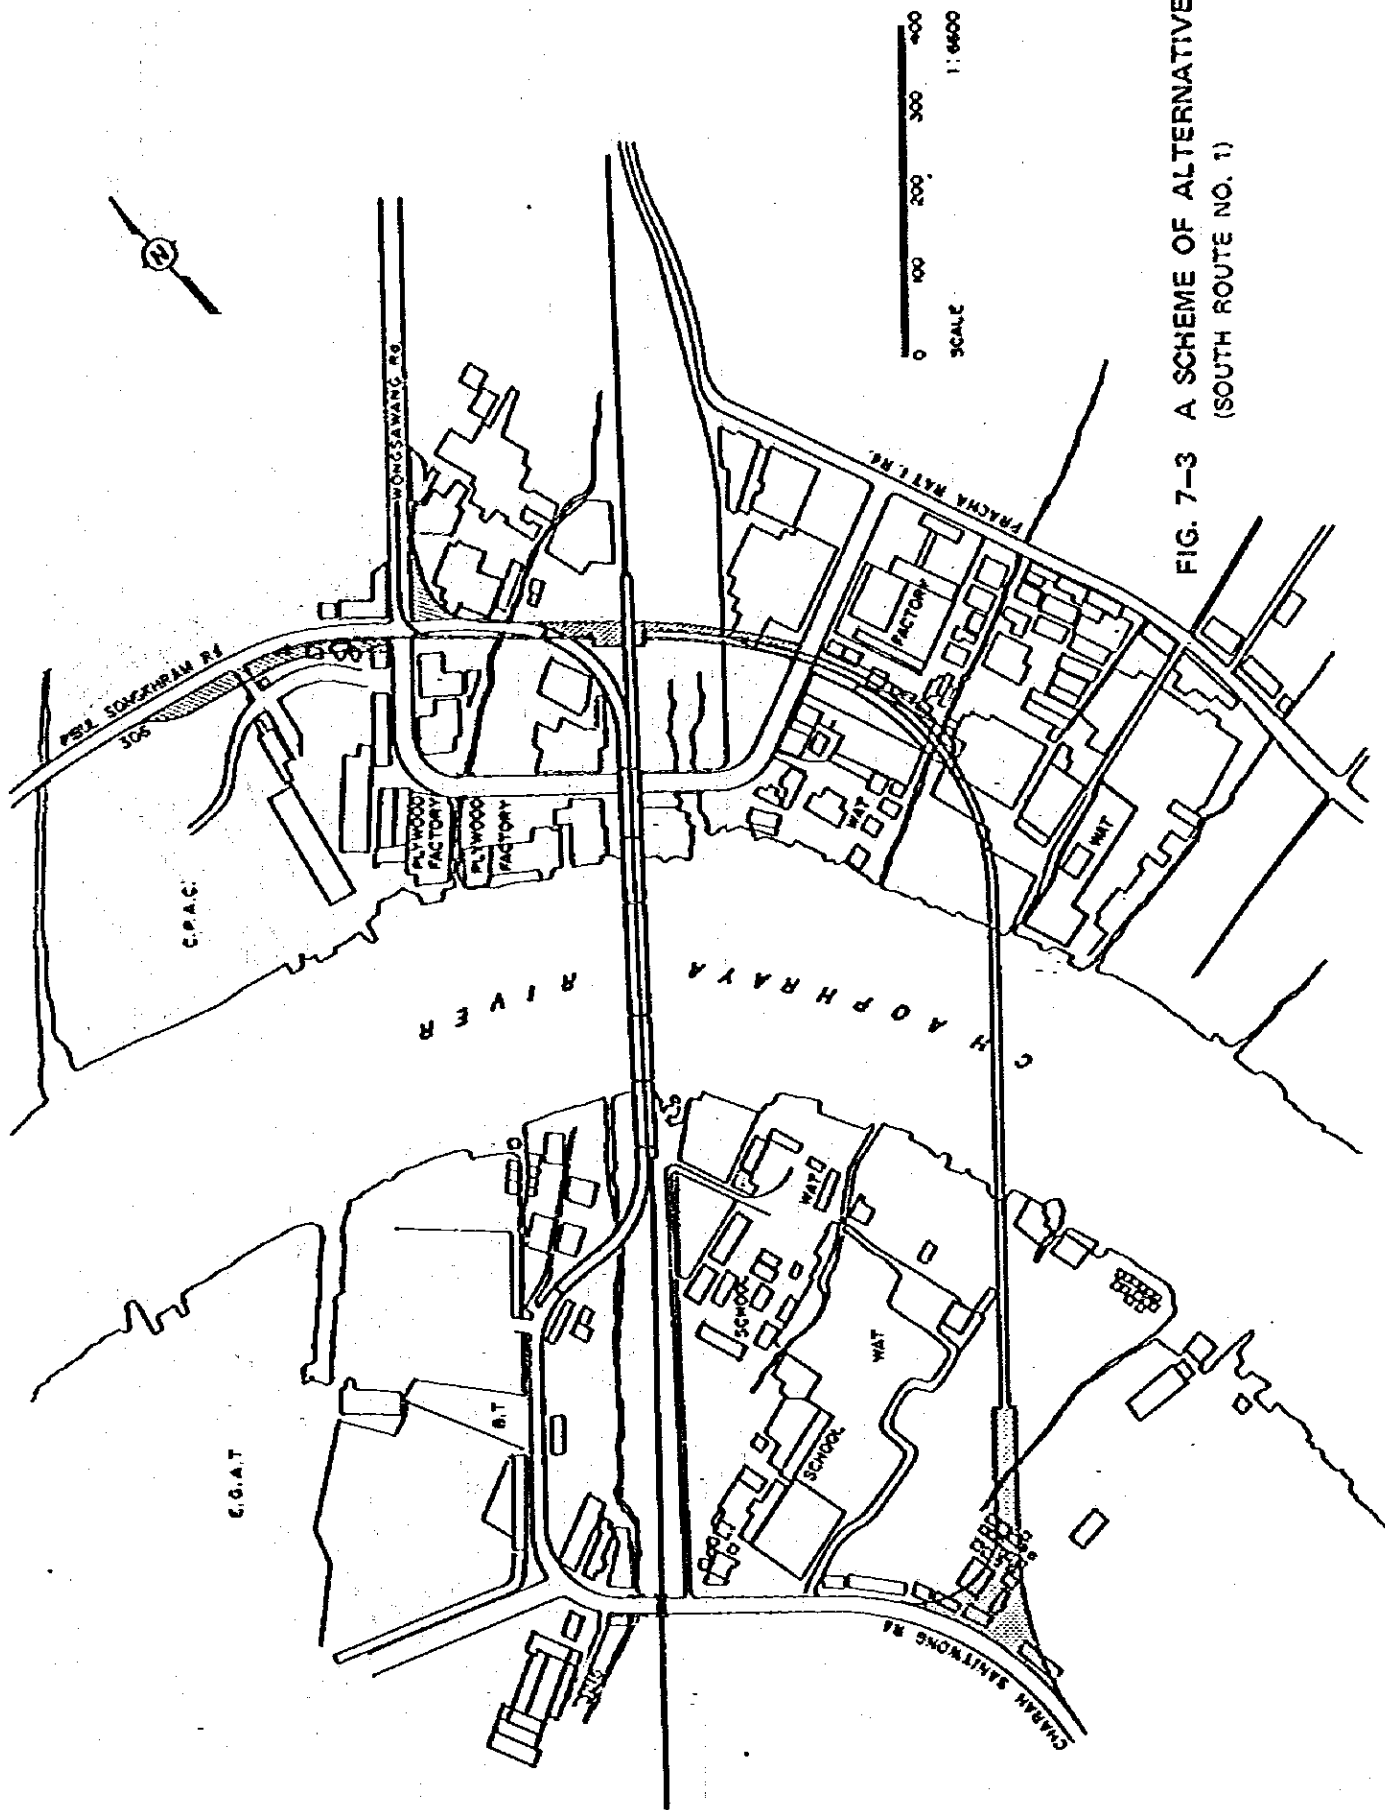 FIG. 7-3 A SCHEME OF ALTERNATIVE
(SOUTH ROUTE NO. 1)
0 100 200 300 400
SCALE 1:6600
N
WONGSAWANG Rd.
PIBUL SONGKHRAM Rd
306
PRACHA RAT I. Rd.
FACTORY
C.P.A.C.
PLYWOOD
FACTORY
PLYWOOD
FACTORY
WAT
WAT
CHAOPHRAYA RIVER
E.G.A.T
B.T
WAT
SCHOOL
WAT
SCHOOL
CHARAN SANITWONG Rd